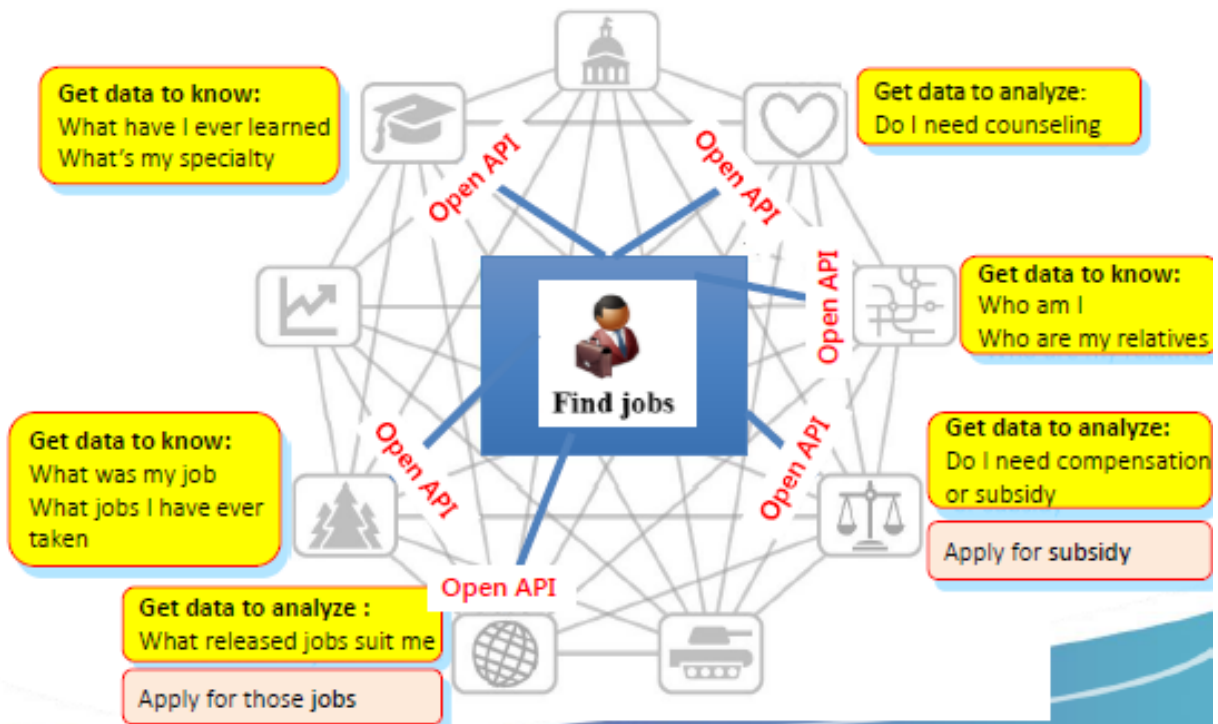 Get data to know:
What have I ever learned
What's my specialty
Get data to analyze:
Do I need counseling
Open API
Open API
Open API
Get data to know:
Who am I
Who are my relatives
Find jobs
Get data to know:
What was my job
What jobs I have ever
taken
Open API
Open API
Get data to analyze:
Do I need compensation
or subsidy
Apply for subsidy
Open API
Get data to analyze :
What released jobs suit me
Apply for those jobs